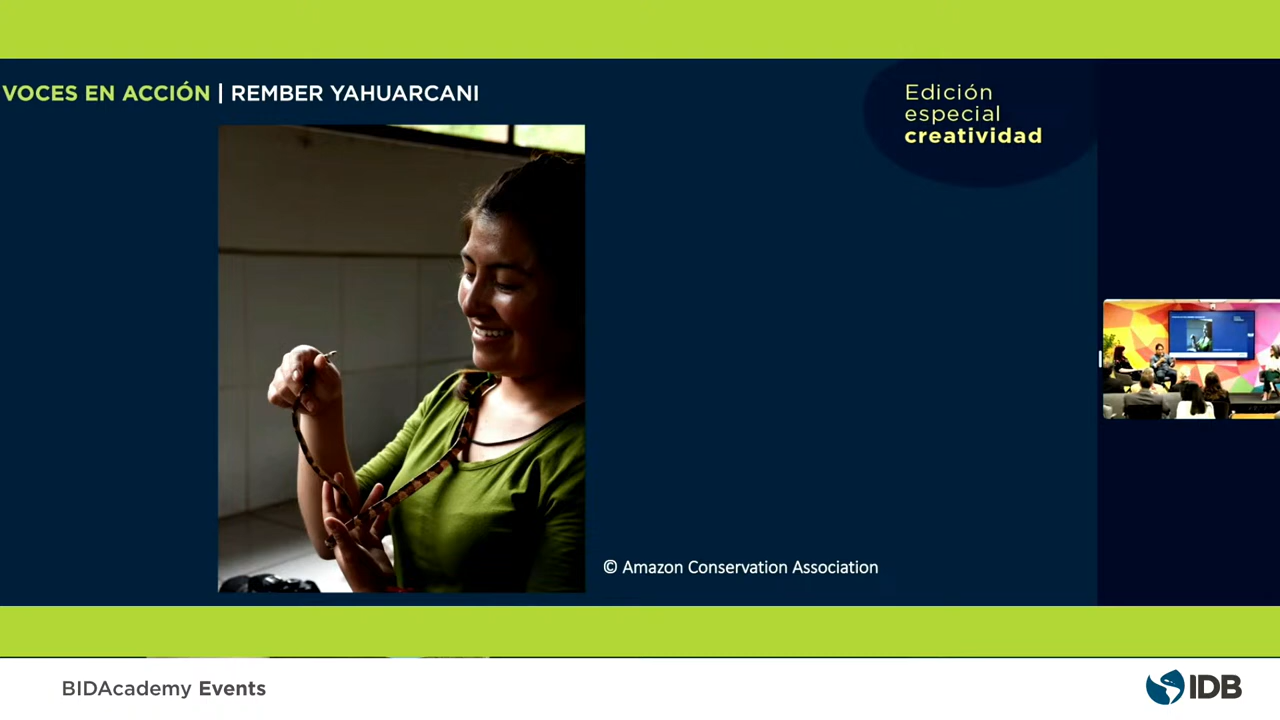 VOCES EN ACCIÓN | REMBER YAHUARCANI
Edición
especial
creatividad
© Amazon Conservation Association
BIDAcademy Events
IDB